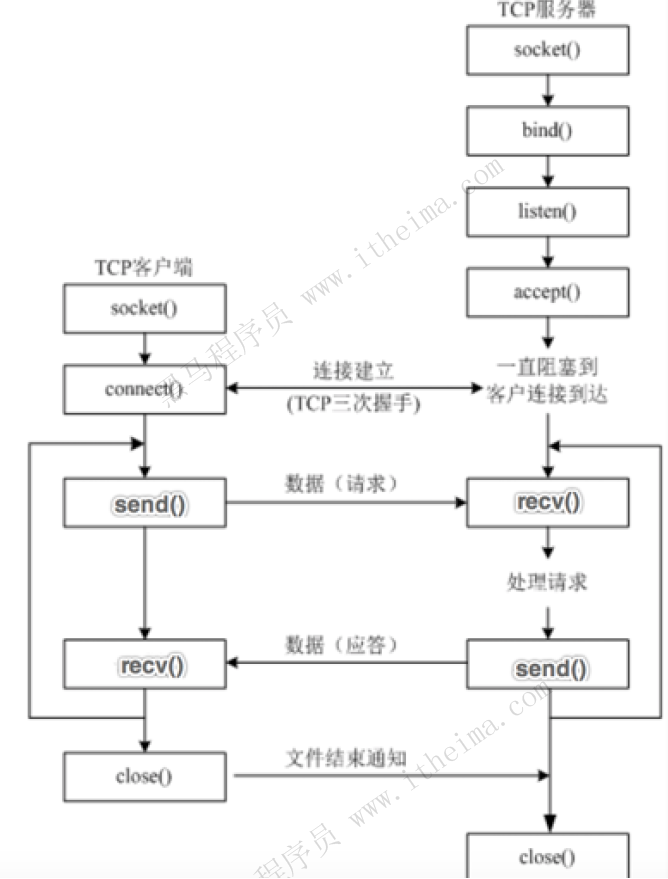 TCP服务器
socket()
bind()
listen()
accept()
一直阻塞到
客户连接到达
TCP客户端
socket()
connect()
连接建立
(TCP三次握手)
send()
数据（请求）
recv()
处理请求
recv()
数据（应答）
send()
close()
文件结束通知
close()
黑马程序员 www.itheima.com
程序员 www.itheima.com